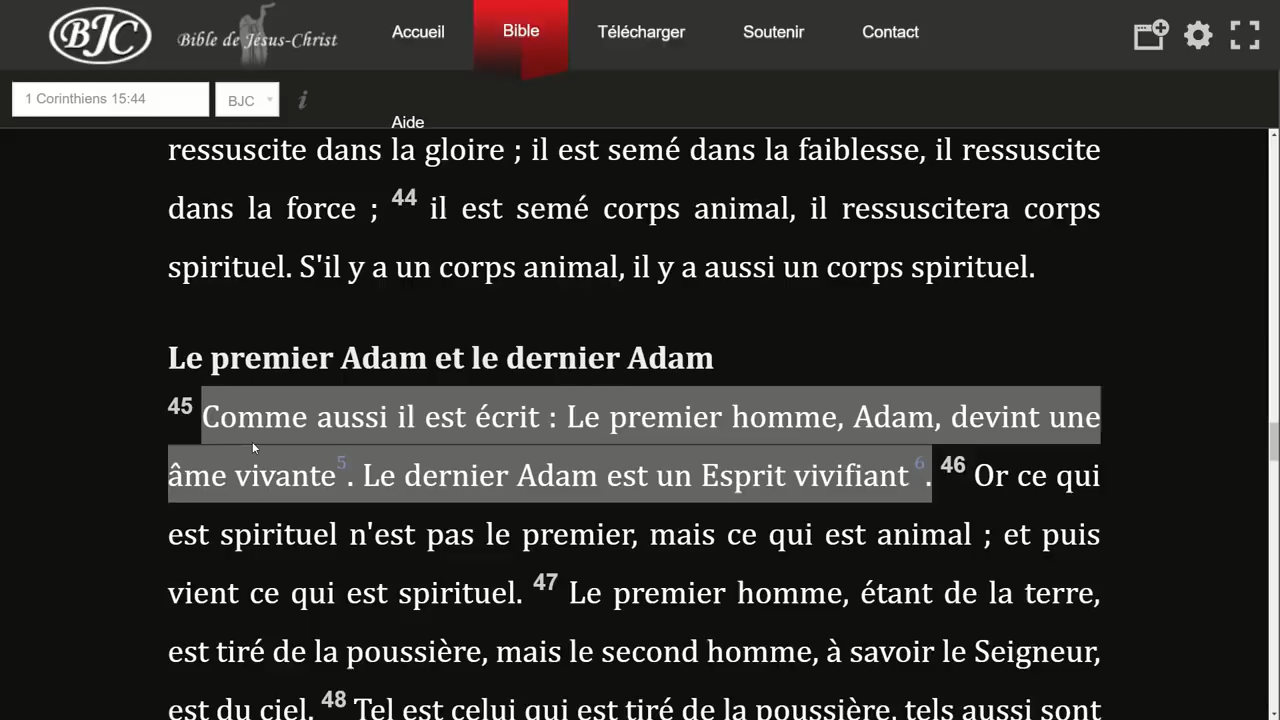 BJC Bible de Jésus-Christ Accueil Bible Télécharger Soutenir Contact
1 Corinthiens 15:44 BJC i
Aide
ressuscite dans la gloire ; il est semé dans la faiblesse, il ressuscite
dans la force ; 44 il est semé corps animal, il ressuscitera corps
spirituel. S'il y a un corps animal, il y a aussi un corps spirituel.
Le premier Adam et le dernier Adam
45 Comme aussi il est écrit : Le premier homme, Adam, devint une
âme vivante5. Le dernier Adam est un Esprit vivifiant 6. 46 Or ce qui
est spirituel n'est pas le premier, mais ce qui est animal ; et puis
vient ce qui est spirituel. 47 Le premier homme, étant de la terre,
est tiré de la poussière, mais le second homme, à savoir le Seigneur,
est du ciel. 48 Tel est celui qui est tiré de la poussière, tels aussi sont